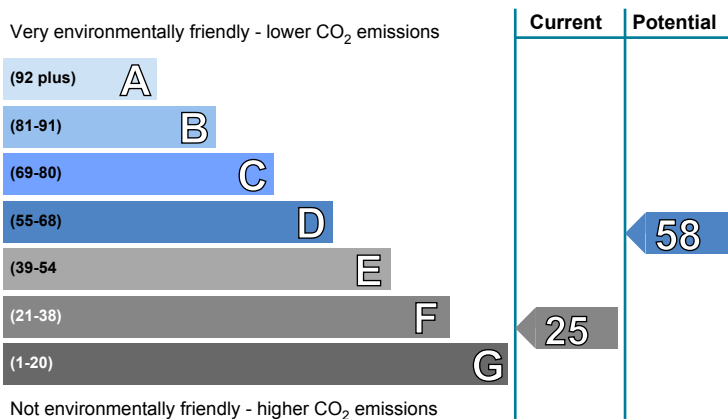 Current Potential
Very environmentally friendly - lower CO2 emissions
(92 plus) A
(81-91) B
(69-80) C
(55-68) D
58
(39-54 E
(21-38) F
25
(1-20) G
Not environmentally friendly - higher CO2 emissions